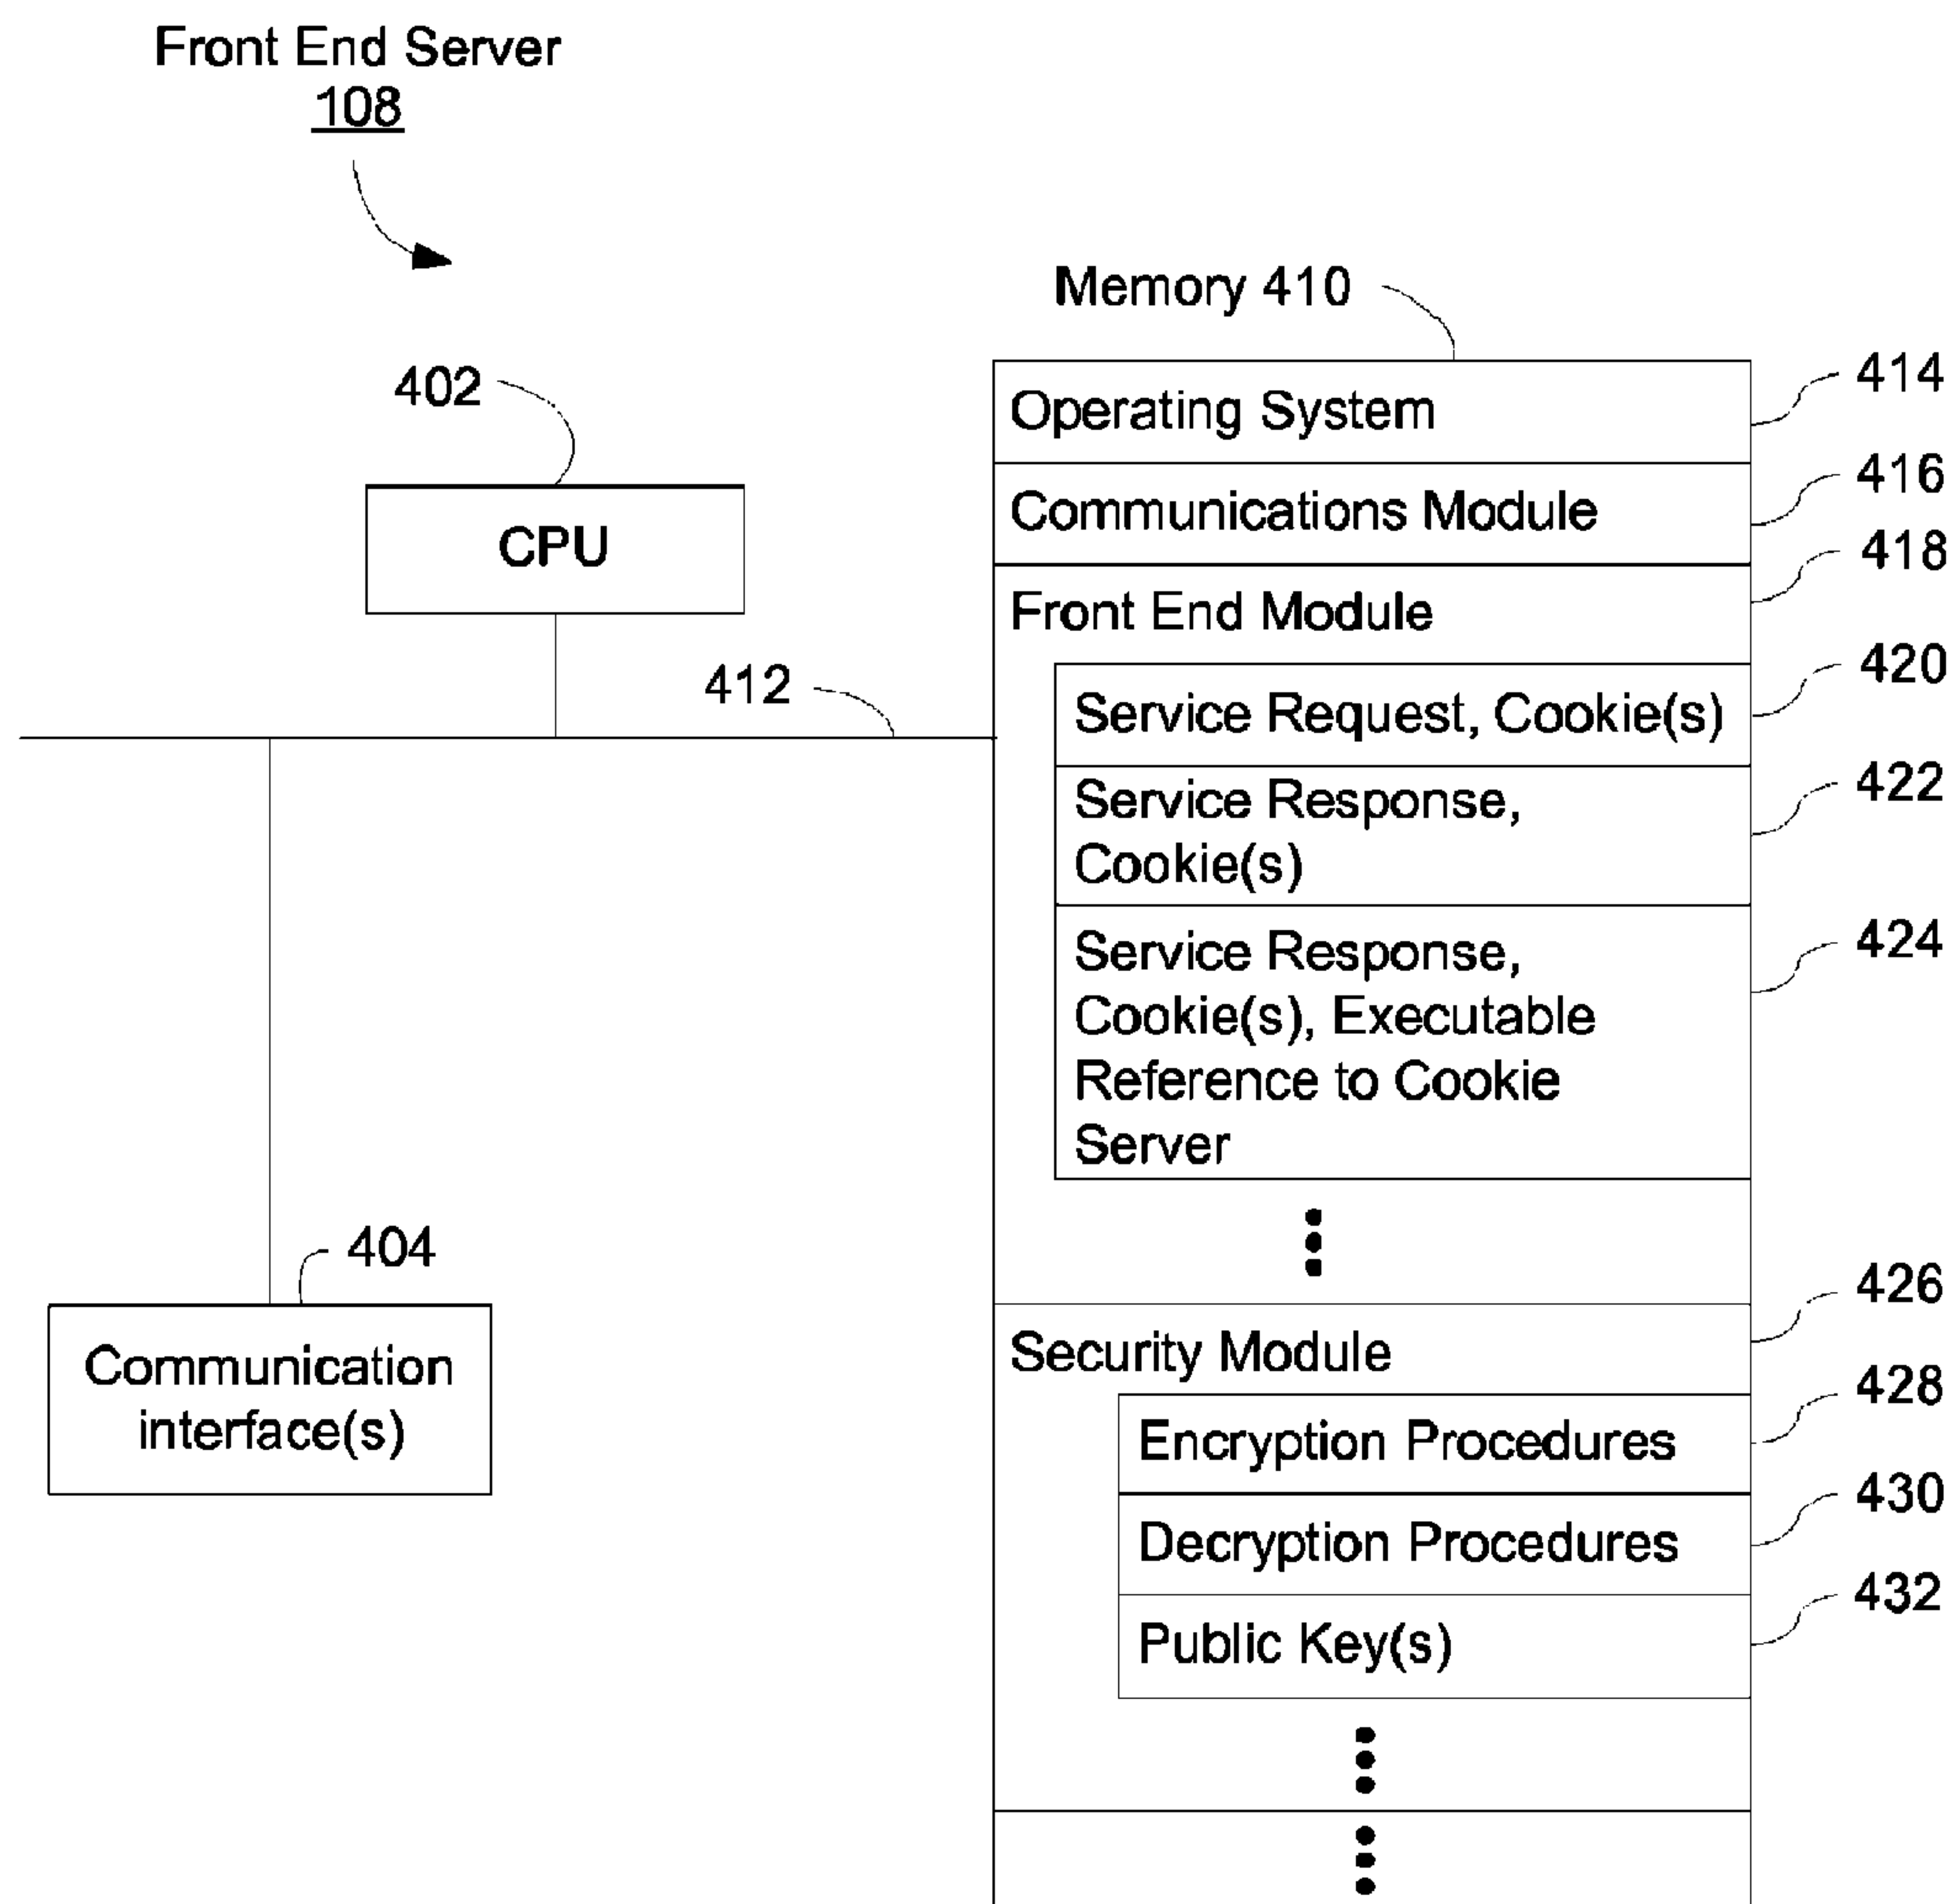 Front End Server
108
Memory 410
402
CPU
412
404
Communication
interface(s)
Operating System
414
Communications Module
416
Front End Module
418
Service Request, Cookie(s)
420
Service Response,
Cookie(s)
422
Service Response,
Cookie(s), Executable
Reference to Cookie
Server
424
Security Module
426
Encryption Procedures
428
Decryption Procedures
430
Public Key(s)
432